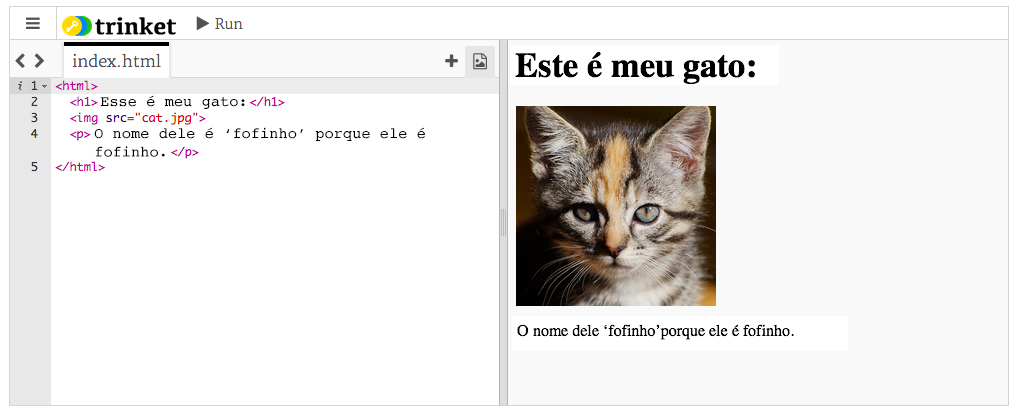 trinket Run
index.html
1 <html>
2 <h1>Esse é meu gato:</h1>
3 <img src="cat.jpg">
4 <p>O nome dele é ‘fofinho’ porque ele é
fofinho.</p>
5 </html>
Este é meu gato:
O nome dele ‘fofinho’porque ele é fofinho.